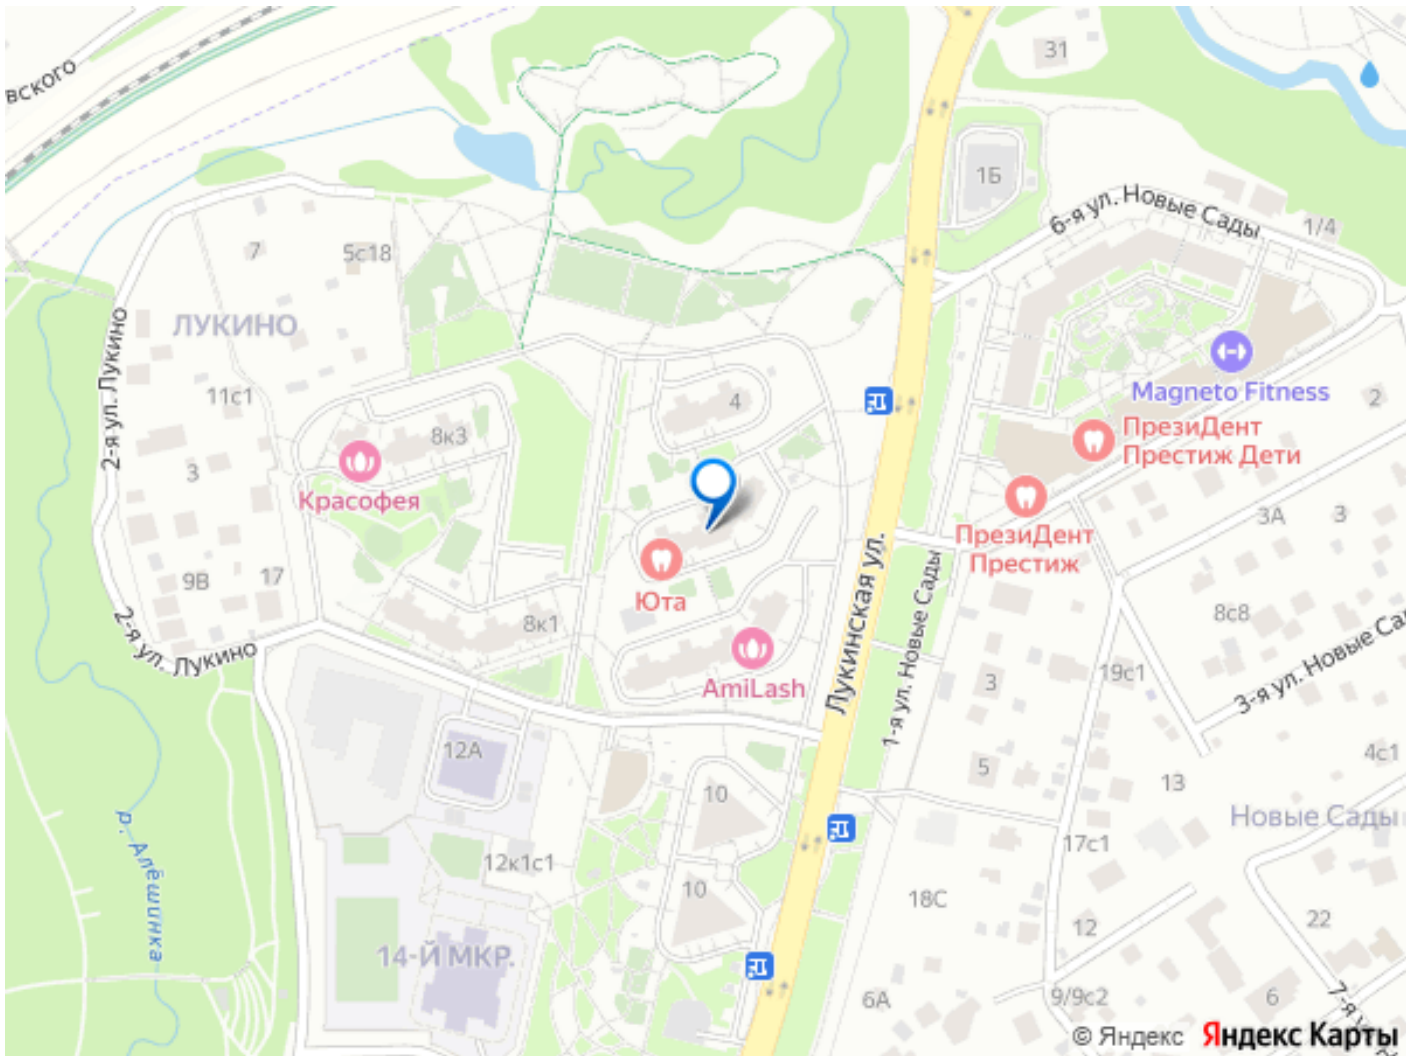 вского
31
1Б
6-я ул. Новые Сады
1/4
7
5с18
ЛУКИНО
2-я ул. Лукино
11с1
Magneto Fitness
2
4
8к3
ПрезиДент
Престиж Дети
3
Красофея
3А
3
ПрезиДент
Престиж
9В
17
Юта
Лукинская ул.
1-я ул. Новые Сады
8с8
2-я ул. Лукино
8к1
AmiLash
3
19с1
3-я ул. Новые Са
12А
5
13
4с1
10
Новые Сады
р. Алёшинка
12к1с1
17с1
10
18С
22
12
14-Й МКР.
6А
9/9с2
6
7-я у
© Яндекс Яндекс Карты